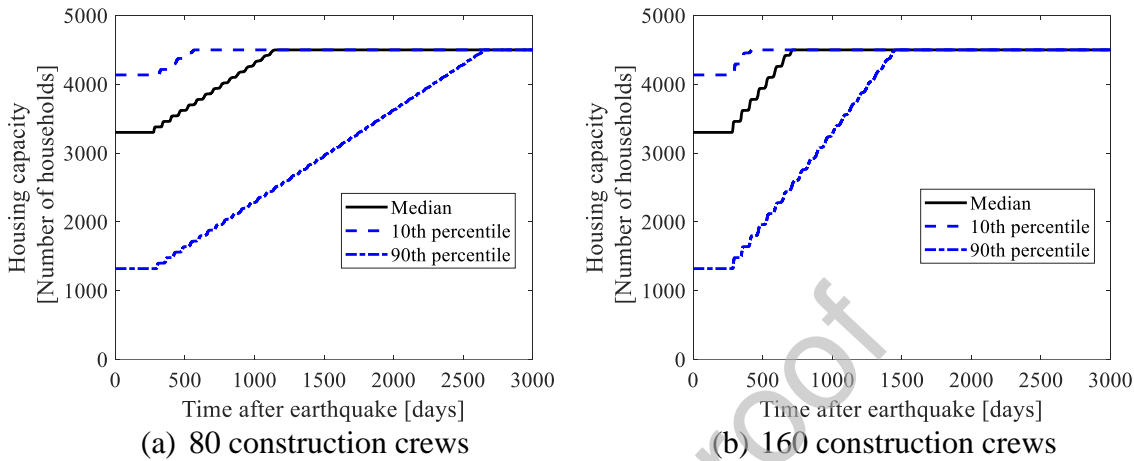 5000
4000
3000
2000
1000
0
Housing capacity
[Number of households]
Median
10th percentile
90th percentile
0 500 1000 1500 2000 2500 3000
Time after earthquake [days]
(a) 80 construction crews
5000
4000
3000
2000
1000
0
Housing capacity
[Number of households]
Median
10th percentile
90th percentile
0 500 1000 1500 2000 2500 3000
Time after earthquake [days]
(b) 160 construction crews
roof